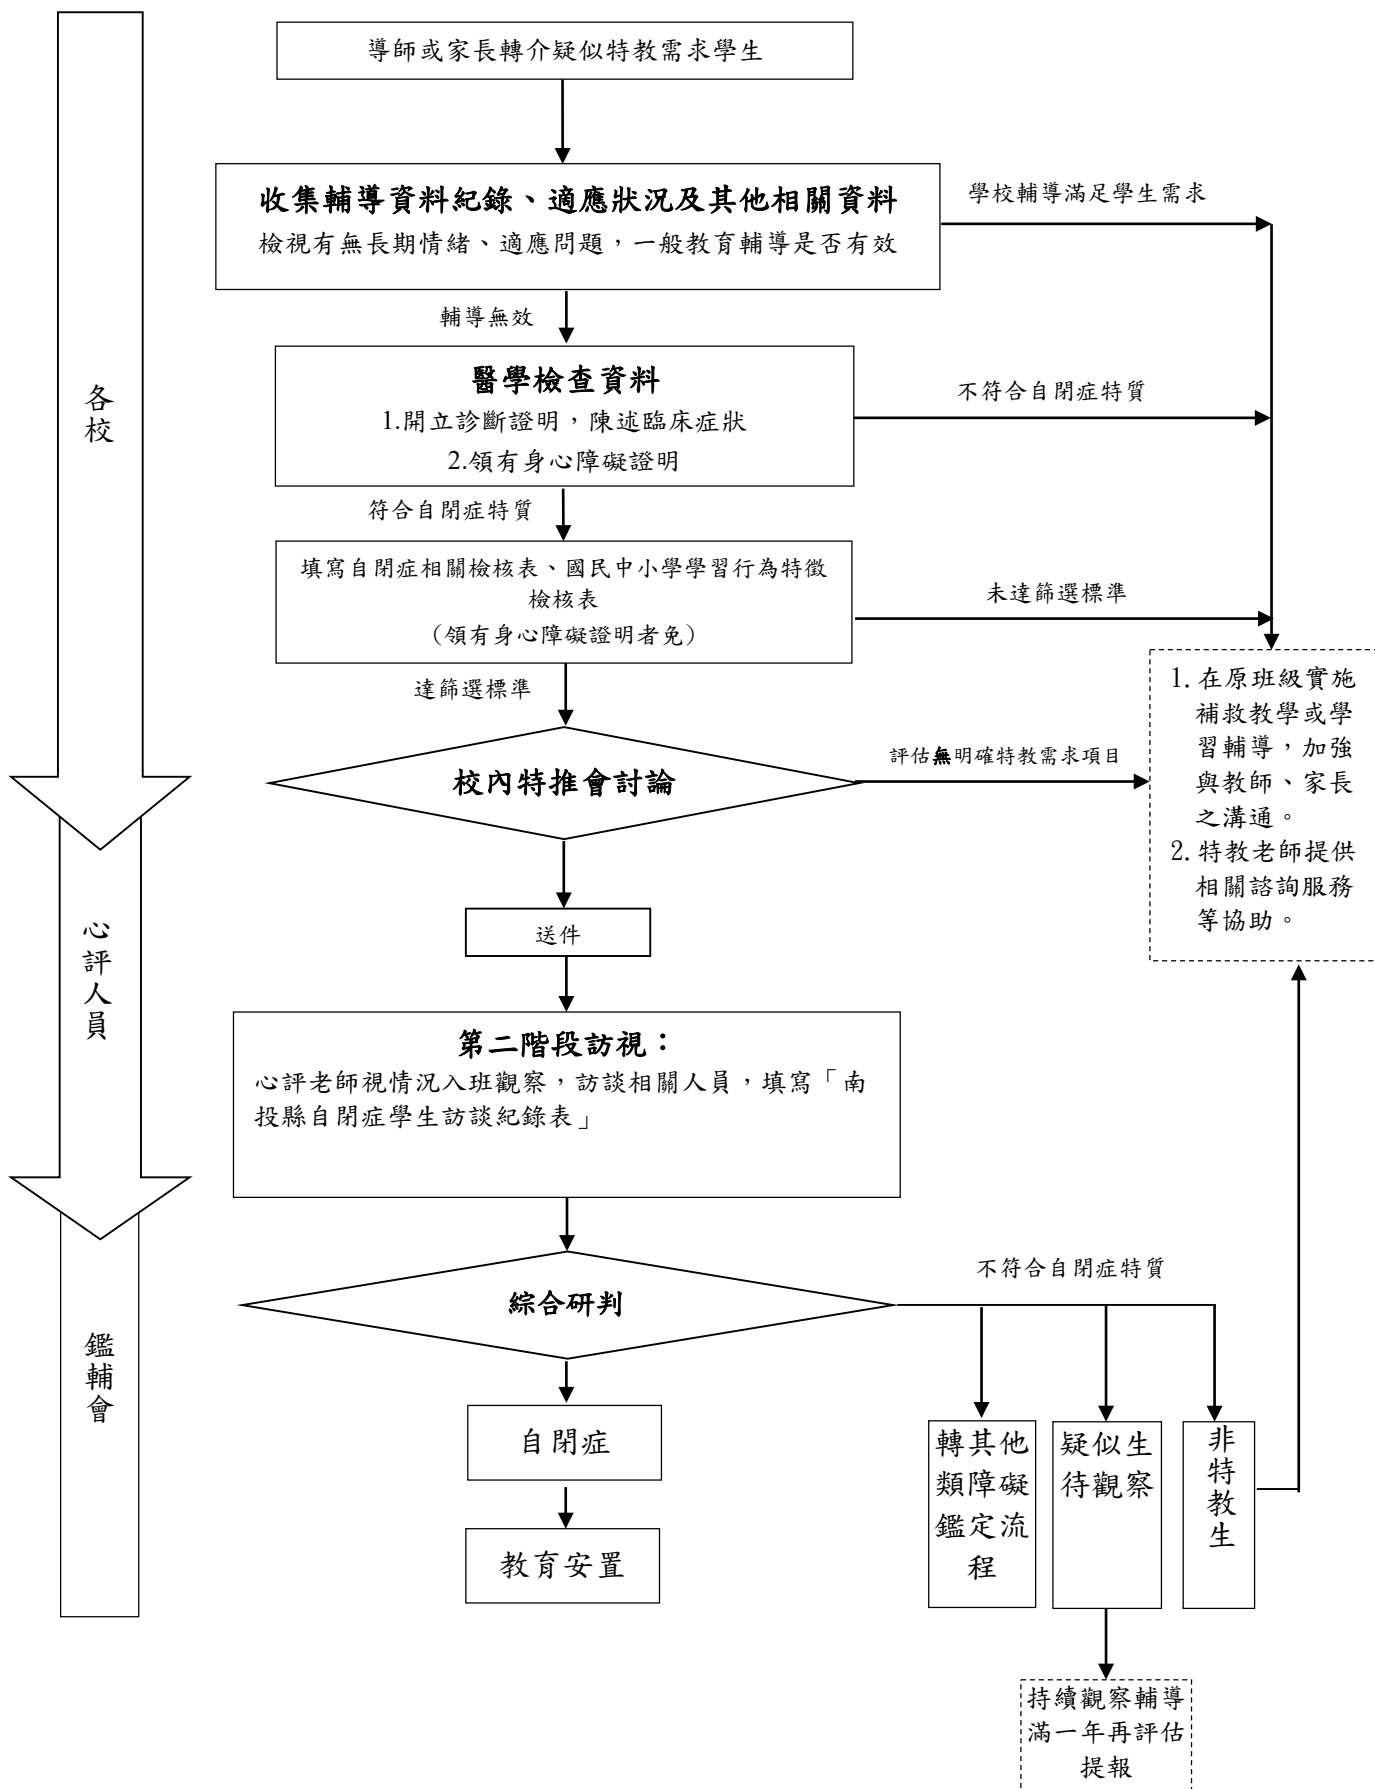 導師或家長轉介疑似特教需求學生
收集輔導資料紀錄、適應狀況及其他相關資料
檢視有無長期情緒、適應問題，一般教育輔導是否有效
學校輔導滿足學生需求
輔導無效
醫學檢查資料
1.開立診斷證明，陳述臨床症狀
2.領有身心障礙證明
不符合自閉症特質
符合自閉症特質
各校
填寫自閉症相關檢核表、國民中小學學習行為特徵
檢核表
（領有身心障礙證明者免）
未達篩選標準
達篩選標準
校內特推會討論
評估無明確特教需求項目
1. 在原班級實施
補救教學或學
習輔導，加強
與教師、家長
之溝通。
2. 特教老師提供
相關諮詢服務
等協助。
送件
心評人員
第二階段訪視：
心評老師視情況入班觀察，訪談相關人員，填寫「南
投縣自閉症學生訪談紀錄表」
綜合研判
不符合自閉症特質
鑑輔會
自閉症
教育安置
轉其他
類障礙
鑑定流
程
疑似生
待觀察
非特教生
持續觀察輔導
滿一年再評估
提報